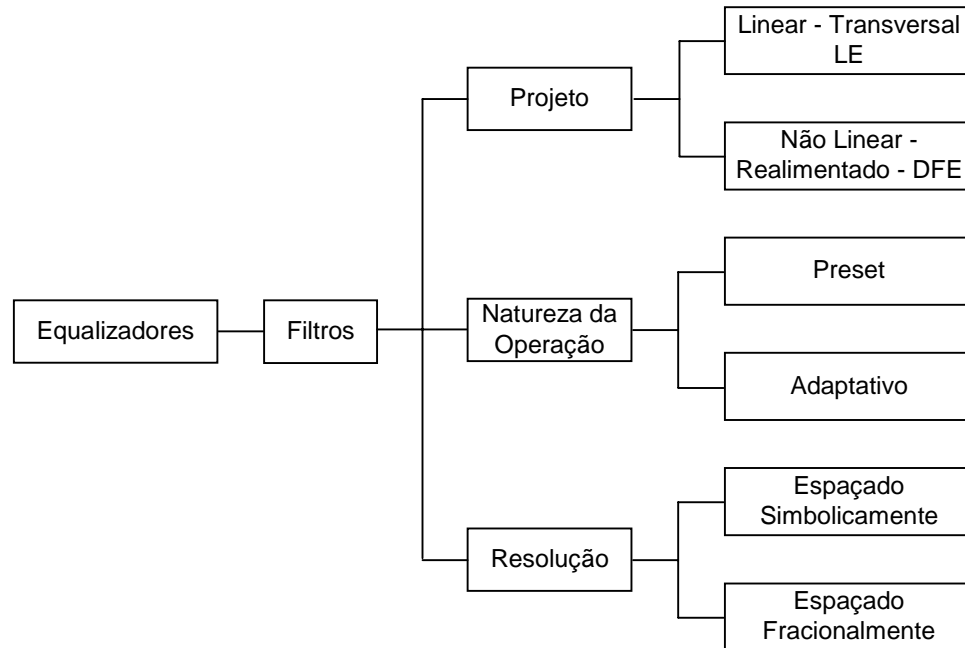 Linear - Transversal
LE
Projeto
Não Linear -
Realimentado - DFE
Preset
Equalizadores
Filtros
Natureza da
Operação
Adaptativo
Espaçado
Simbolicamente
Resolução
Espaçado
Fracionalmente